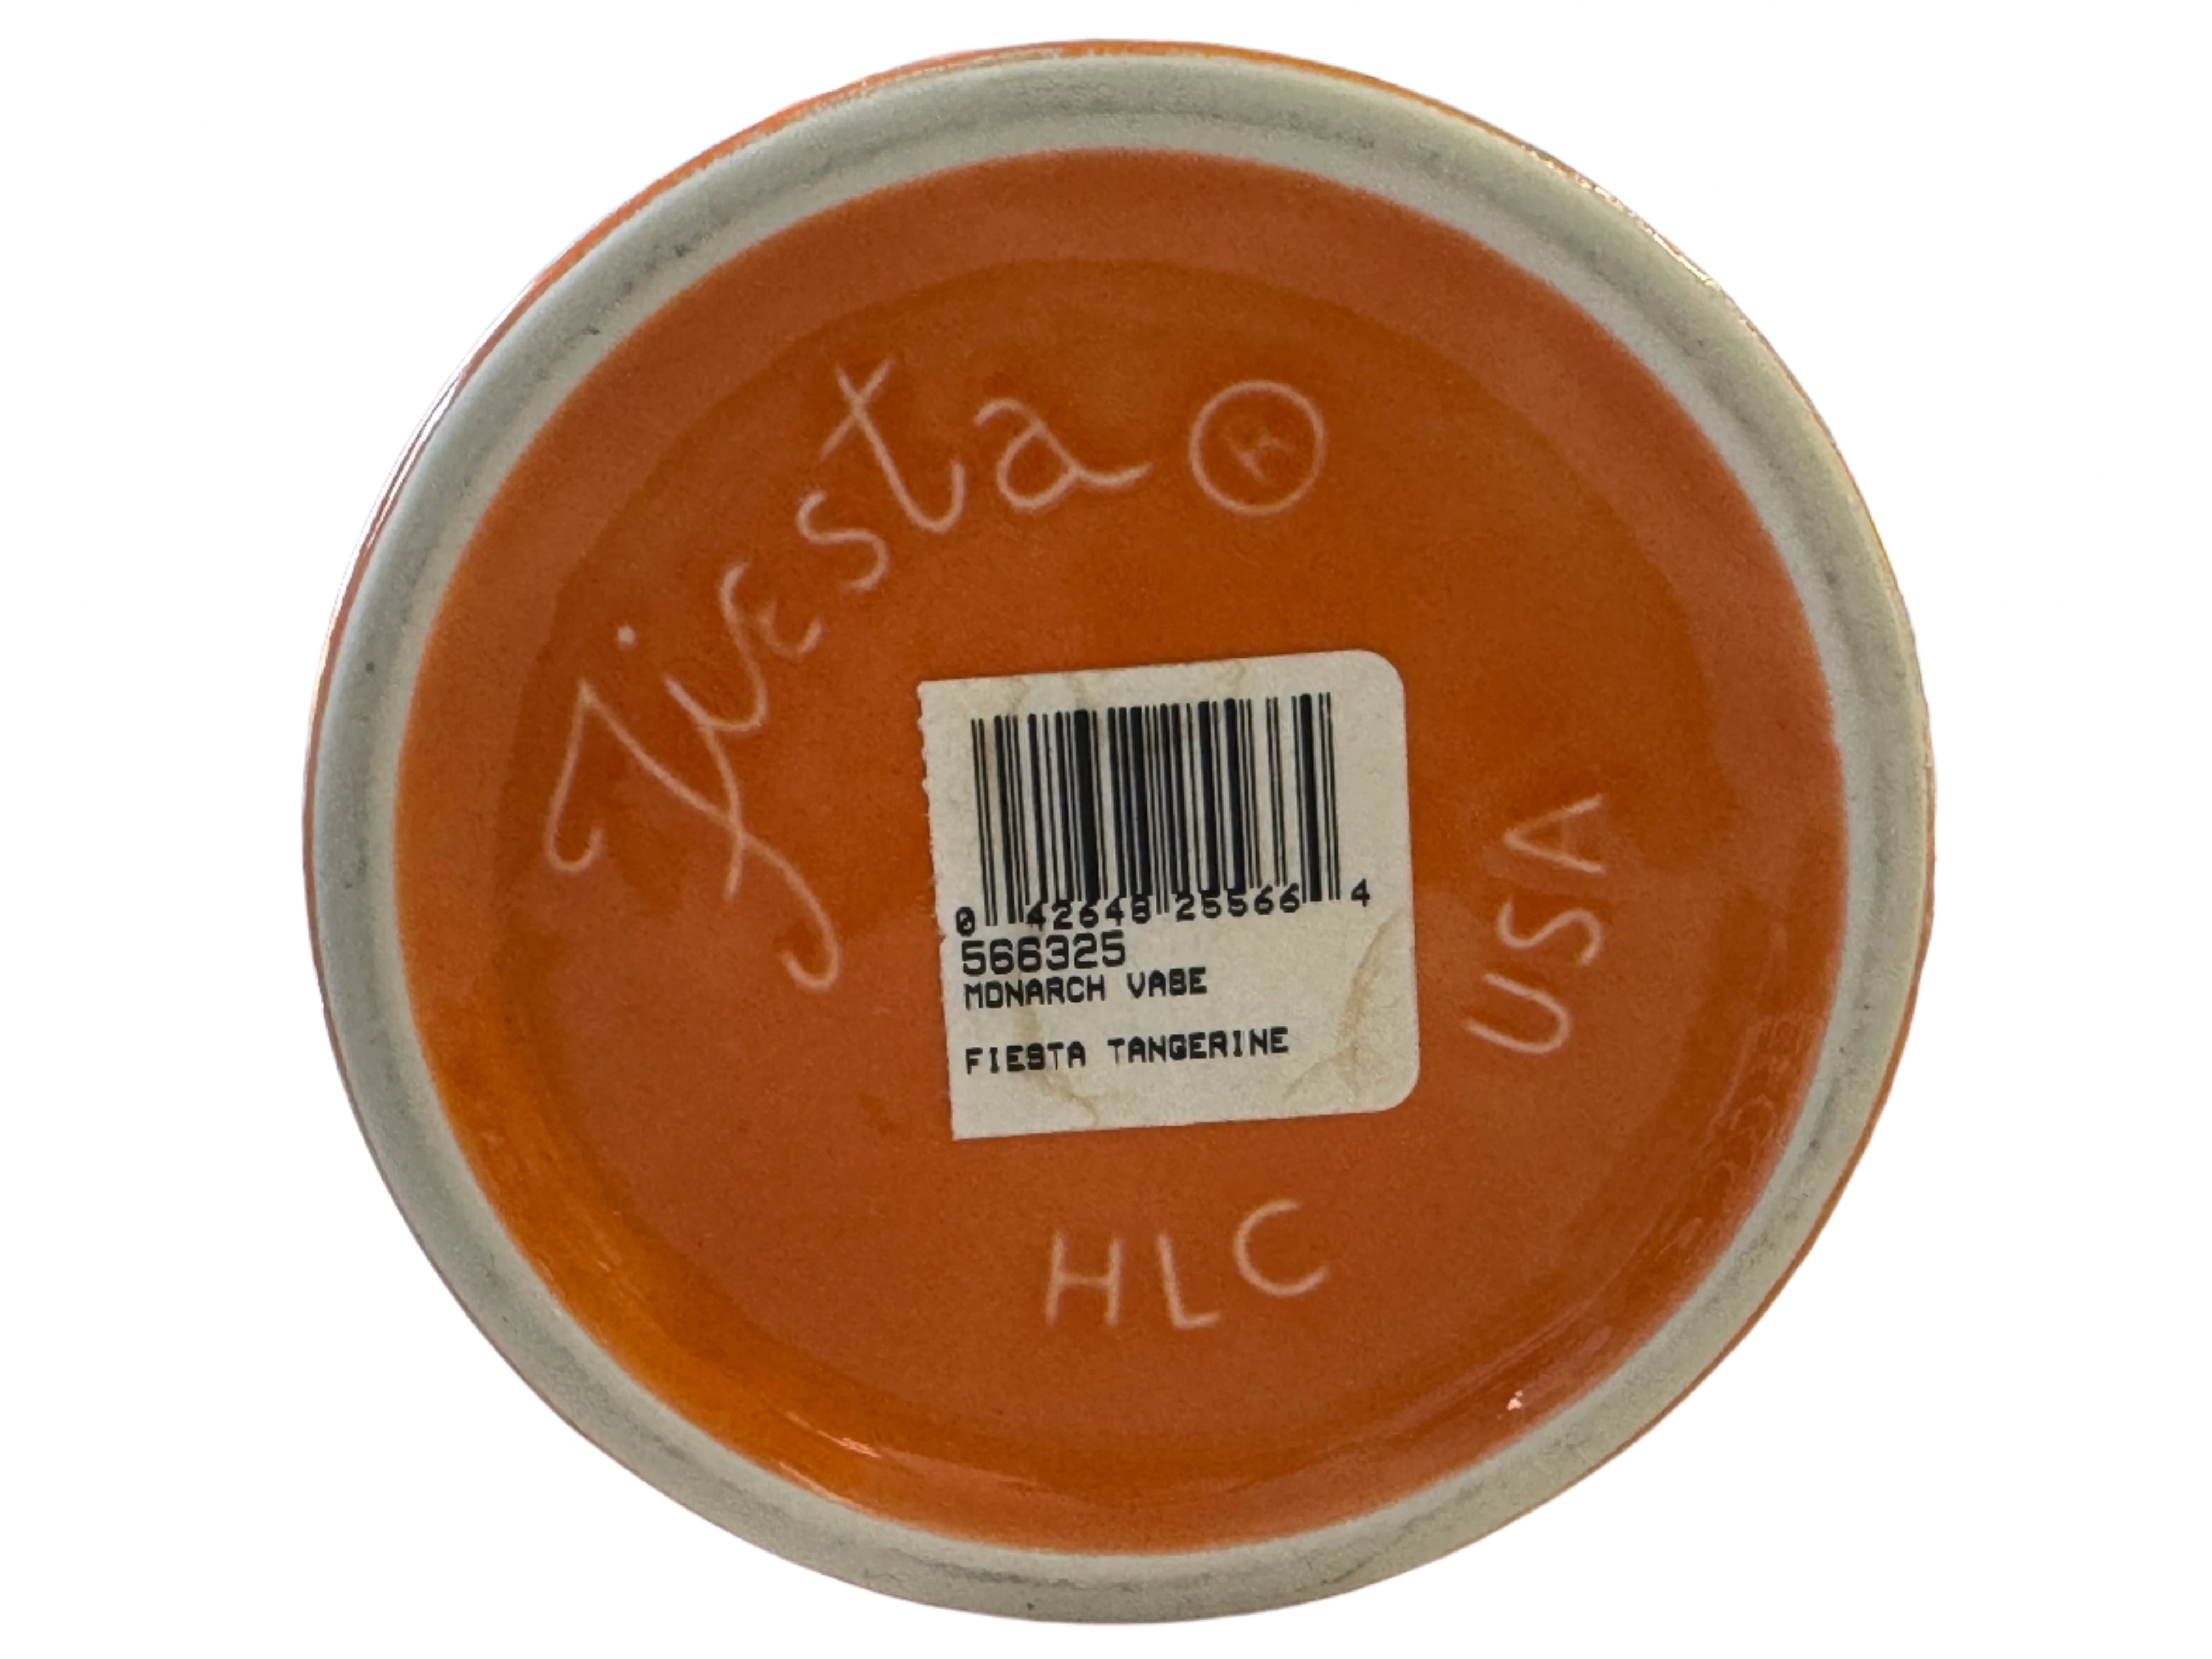 Fiesta Ⓗ
0 42648 25566 4
566325
MONARCH VASE
FIESTA TANGERINE
USA
HLC